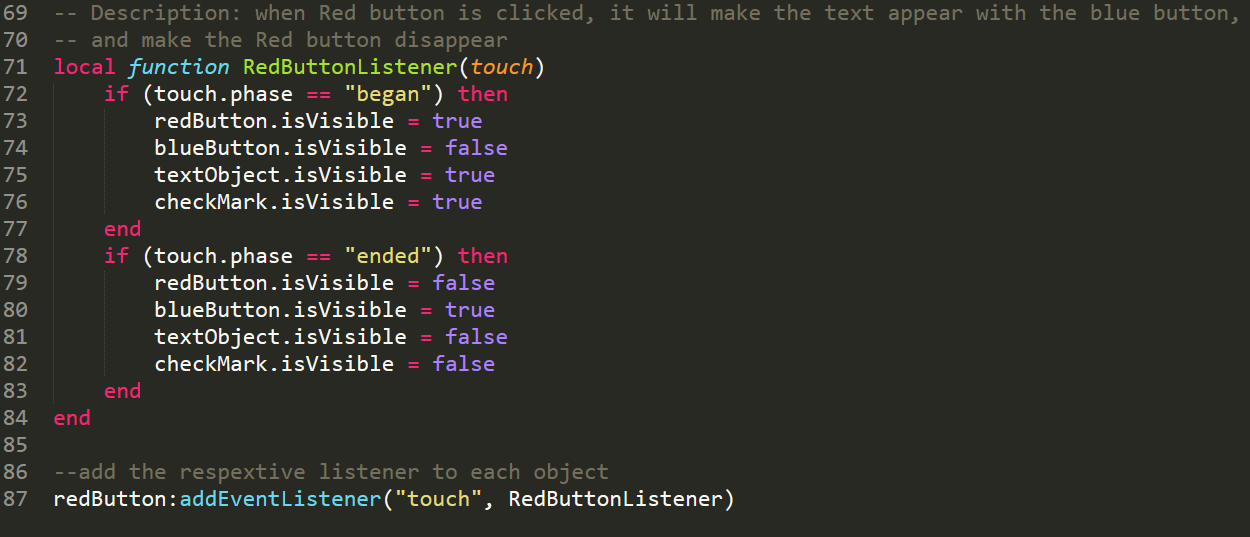 69 -- Description: when Red button is clicked, it will make the text appear with the blue button,
70 -- and make the Red button disappear
71 local function RedButtonListener(touch)
72     if (touch.phase == "began") then
73         redButton.isVisible = true
74         blueButton.isVisible = false
75         textObject.isVisible = true
76         checkMark.isVisible = true
77     end
78     if (touch.phase == "ended") then
79         redButton.isVisible = false
80         blueButton.isVisible = true
81         textObject.isVisible = false
82         checkMark.isVisible = false
83     end
84 end
85
86 --add the respextive listener to each object
87 redButton:addEventListener("touch", RedButtonListener)